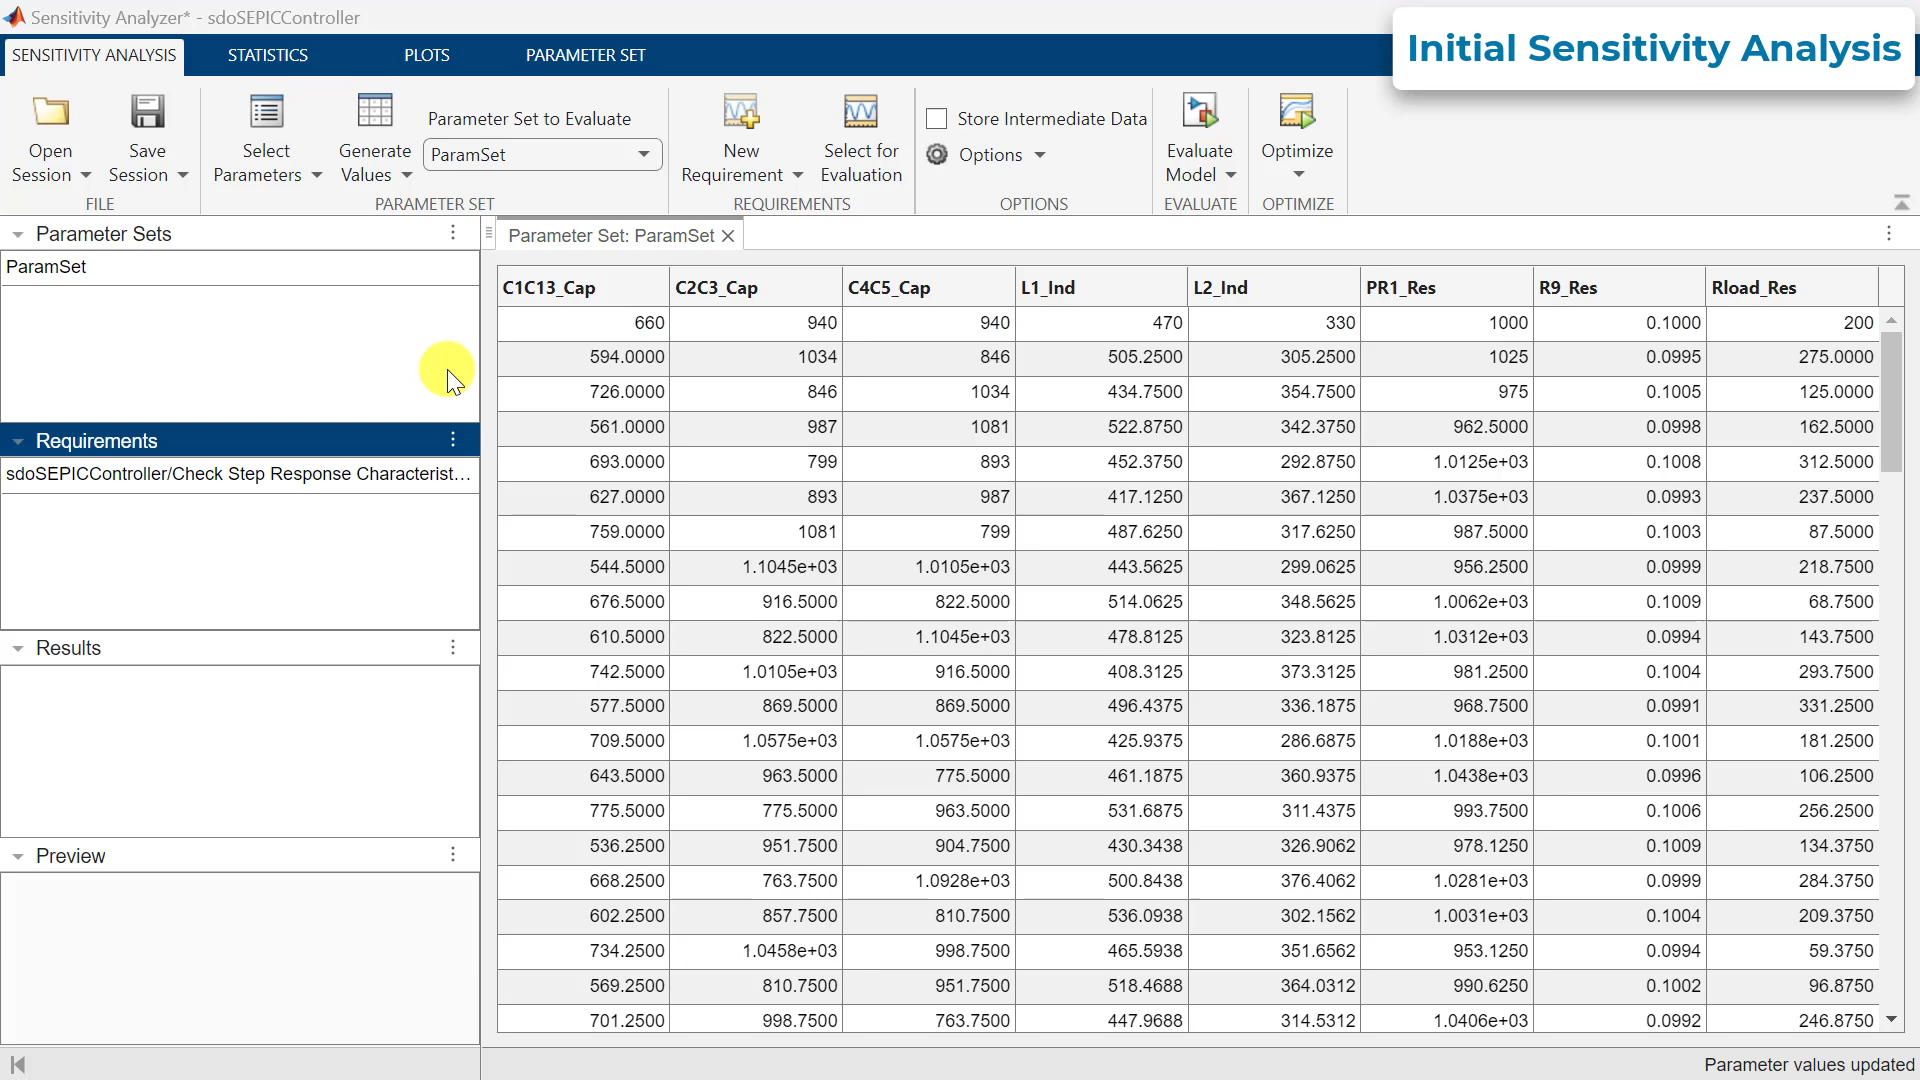 Sensitivity Analyzer* - sdoSEPICController
Initial Sensitivity Analysis
SENSITIVITY ANALYSIS STATISTICS PLOTS PARAMETER SET
Open Session
Save Session
Select Parameters
Generate Values
Parameter Set to Evaluate
ParamSet
New Requirement
Select for Evaluation
Store Intermediate Data
Options
Evaluate Model
Optimize
FILE PARAMETER SET REQUIREMENTS OPTIONS EVALUATE OPTIMIZE
Parameter Sets
ParamSet
Requirements
sdoSEPICController/Check Step Response Characterist...
Results
Preview
Parameter Set: ParamSet
C1C13_Cap C2C3_Cap C4C5_Cap L1_Ind L2_Ind PR1_Res R9_Res Rload_Res
660 940 940 470 330 1000 0.1000 200
594.0000 1034 846 505.2500 305.2500 1025 0.0995 275.0000
726.0000 846 1034 434.7500 354.7500 975 0.1005 125.0000
561.0000 987 1081 522.8750 342.3750 962.5000 0.0998 162.5000
693.0000 799 893 452.3750 292.8750 1.0125e+03 0.1008 312.5000
627.0000 893 987 417.1250 367.1250 1.0375e+03 0.0993 237.5000
759.0000 1081 799 487.6250 317.6250 987.5000 0.1003 87.5000
544.5000 1.1045e+03 1.0105e+03 443.5625 299.0625 956.2500 0.0999 218.7500
676.5000 916.5000 822.5000 514.0625 348.5625 1.0062e+03 0.1009 68.7500
610.5000 822.5000 1.1045e+03 478.8125 323.8125 1.0312e+03 0.0994 143.7500
742.5000 1.0105e+03 916.5000 408.3125 373.3125 981.2500 0.1004 293.7500
577.5000 869.5000 869.5000 496.4375 336.1875 968.7500 0.0991 331.2500
709.5000 1.0575e+03 1.0575e+03 425.9375 286.6875 1.0188e+03 0.1001 181.2500
643.5000 963.5000 775.5000 461.1875 360.9375 1.0438e+03 0.0996 106.2500
775.5000 775.5000 963.5000 531.6875 311.4375 993.7500 0.1006 256.2500
536.2500 951.7500 904.7500 430.3438 326.9062 978.1250 0.1009 134.3750
668.2500 763.7500 1.0928e+03 500.8438 376.4062 1.0281e+03 0.0999 284.3750
602.2500 857.7500 810.7500 536.0938 302.1562 1.0031e+03 0.1004 209.3750
734.2500 1.0458e+03 998.7500 465.5938 351.6562 953.1250 0.0994 59.3750
569.2500 810.7500 951.7500 518.4688 364.0312 990.6250 0.1002 96.8750
701.2500 998.7500 763.7500 447.9688 314.5312 1.0406e+03 0.0992 246.8750
Parameter values updated